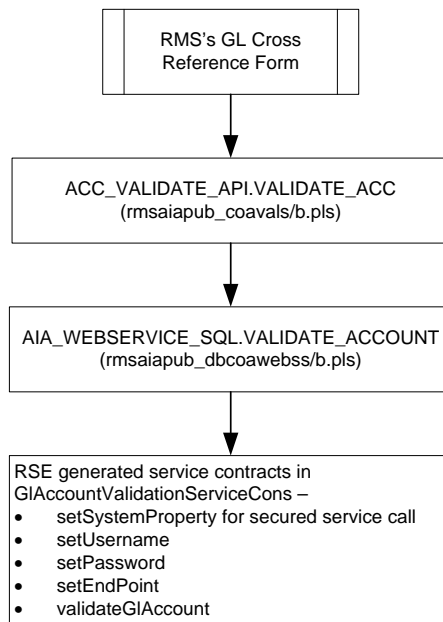 RMS's GL Cross
Reference Form
ACC_VALIDATE_API.VALIDATE_ACC
(rmsaiapub_coavals/b.pls)
AIA_WEBSERVICE_SQL.VALIDATE_ACCOUNT
(rmsaiapub_dbcoawebss/b.pls)
RSE generated service contracts in
GlAccountValidationServiceCons –
• setSystemProperty for secured service call
• setUsername
• setPassword
• setEndPoint
• validateGlAccount